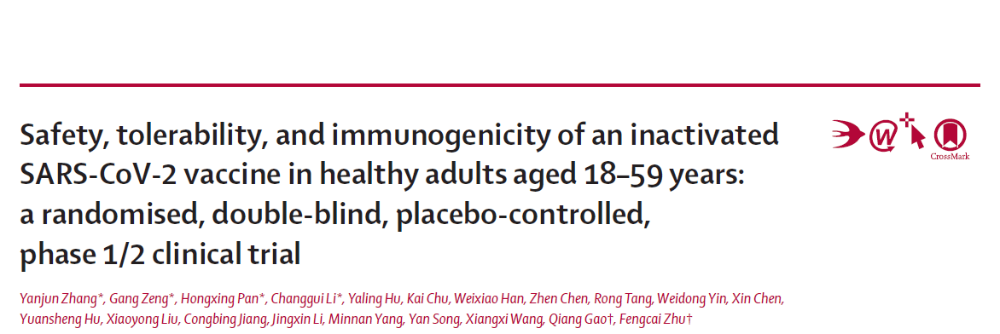 Safety, tolerability, and immunogenicity of an inactivated
SARS-CoV-2 vaccine in healthy adults aged 18–59 years:
a randomised, double-blind, placebo-controlled,
phase 1/2 clinical trial
W
CrossMark
Yanjun Zhang*, Gang Zeng*, Hongxing Pan*, Changgui Li*, Yaling Hu, Kai Chu, Weixiao Han, Zhen Chen, Rong Tang, Weidong Yin, Xin Chen,
Yuansheng Hu, Xiaoyong Liu, Congbing Jiang, Jingxin Li, Minnan Yang, Yan Song, Xiangxi Wang, Qiang Gao†, Fengcai Zhu†